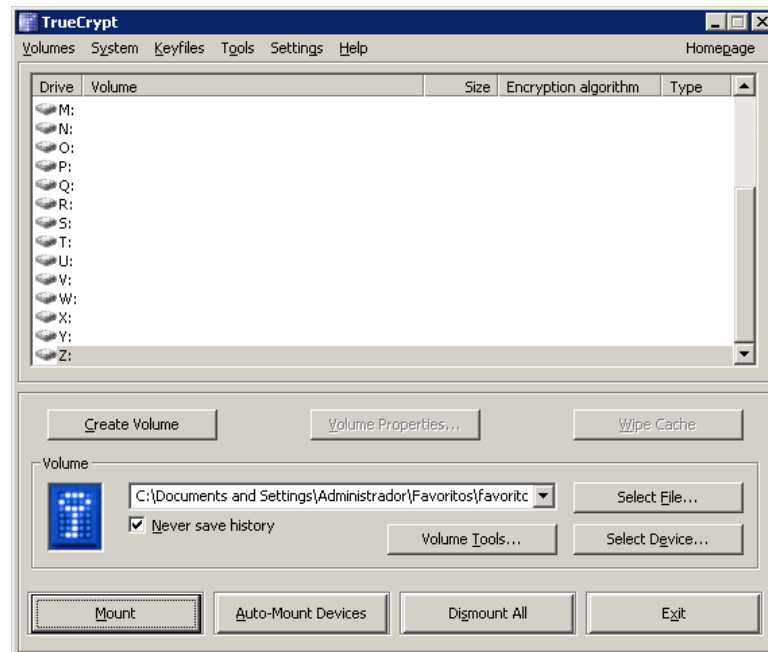 TrueCrypt
Volumes System Keyfiles Tools Settings Help Homepage
Drive Volume Size Encryption algorithm Type
M:
N:
O:
P:
Q:
R:
S:
T:
U:
V:
W:
X:
Y:
Z:
Create Volume Volume Properties... Wipe Cache
Volume
C:\Documents and Settings\Administrador\Favoritos\favoritc Select File...
Never save history
Volume Tools... Select Device...
Mount Auto-Mount Devices Dismount All Exit